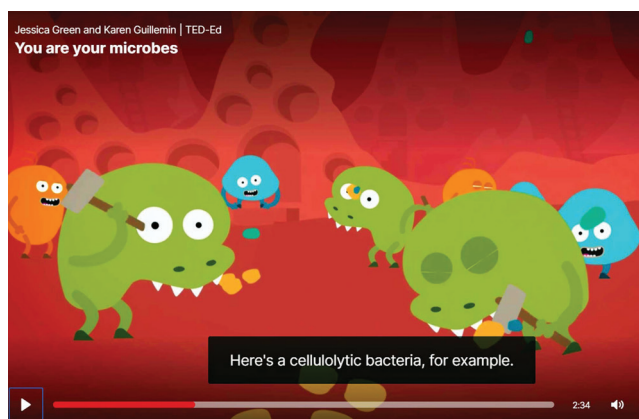 Jessica Green and Karen Guillemin | TED-Ed
You are your microbes
Here's a cellulolytic bacteria, for example.
2:34